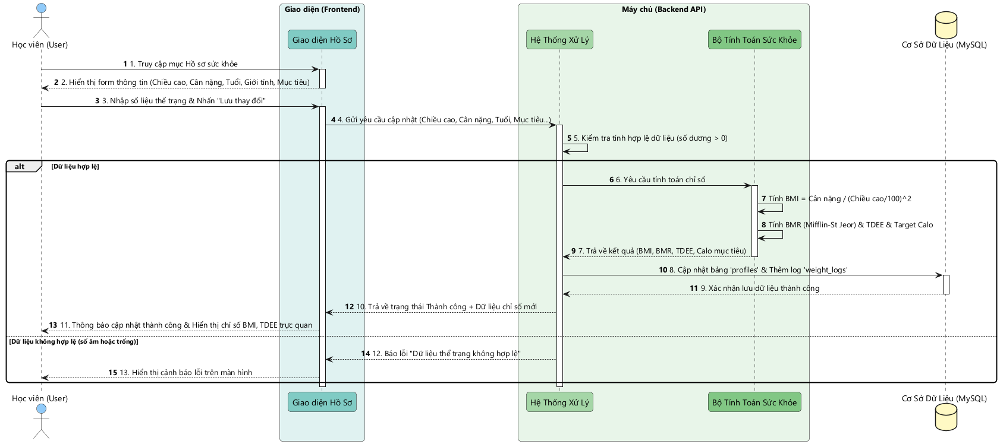 Giao diện (Frontend)
Máy chủ (Backend API)
Học viên (User)
Giao diện Hồ Sơ
Hệ Thống Xử Lý
Bộ Tính Toán Sức Khỏe
Cơ Sở Dữ Liệu (MySQL)
1 1. Truy cập mục Hồ sơ sức khỏe
2 2. Hiển thị form thông tin (Chiều cao, Cân nặng, Tuổi, Giới tính, Mục tiêu)
3 3. Nhập số liệu thể trạng & Nhấn "Lưu thay đổi"
4 4. Gửi yêu cầu cập nhật (Chiều cao, Cân nặng, Tuổi, Mục tiêu...)
5 5. Kiểm tra tính hợp lệ dữ liệu (số dương > 0)
alt [Dữ liệu hợp lệ]
6 6. Yêu cầu tính toán chỉ số
7 Tính BMI = Cân nặng / (Chiều cao/100)^2
8 Tính BMR (Mifflin-St Jeor) & TDEE & Target Calo
9 7. Trả về kết quả (BMI, BMR, TDEE, Calo mục tiêu)
10 8. Cập nhật bảng 'profiles' & Thêm log 'weight_logs'
11 9. Xác nhận lưu dữ liệu thành công
12 10. Trả về trạng thái Thành công + Dữ liệu chỉ số mới
13 11. Thông báo cập nhật thành công & Hiển thị chỉ số BMI, TDEE trực quan
[Dữ liệu không hợp lệ (số âm hoặc trống)]
14 12. Báo lỗi "Dữ liệu thể trạng không hợp lệ"
15 13. Hiển thị cảnh báo lỗi trên màn hình
Học viên (User)
Giao diện Hồ Sơ
Hệ Thống Xử Lý
Bộ Tính Toán Sức Khỏe
Cơ Sở Dữ Liệu (MySQL)